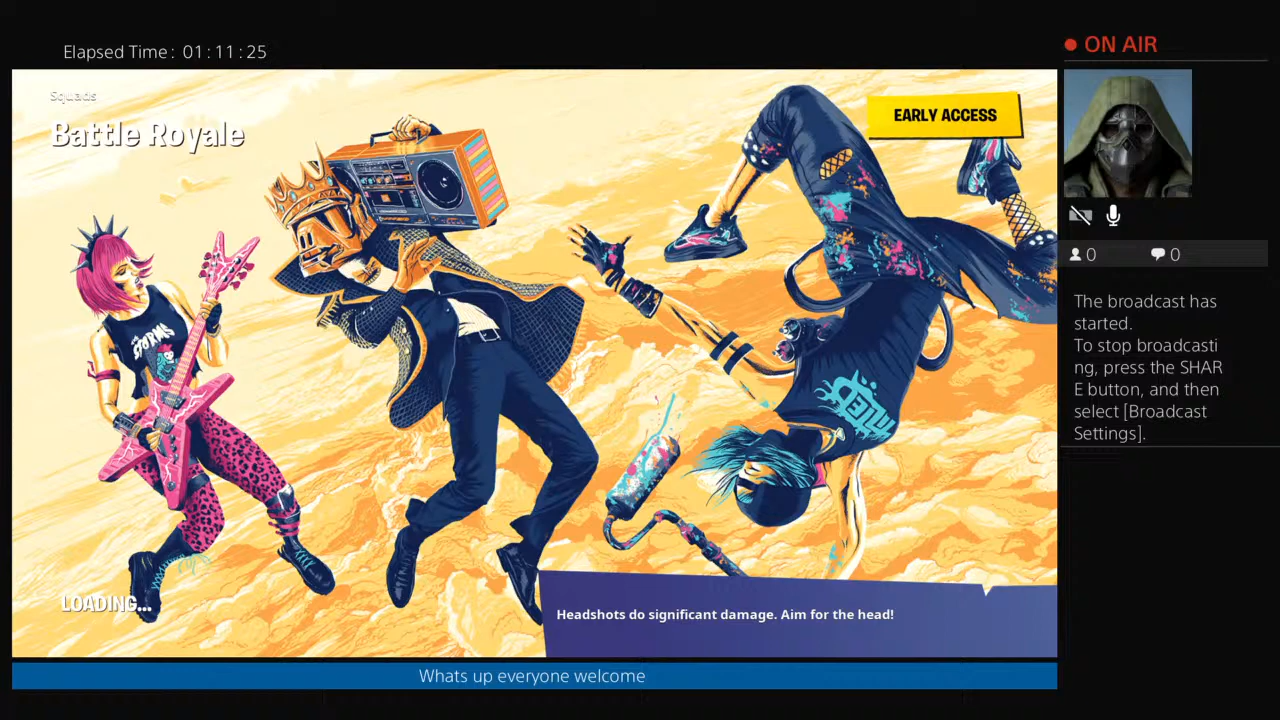 Elapsed Time: 01:11:25
ON AIR
Squads
Battle Royale
EARLY ACCESS
0
0
The broadcast has
started.
To stop broadcasti
ng, press the SHAR
E button, and then
select [Broadcast
Settings].
STORMS
LOADING...
Headshots do significant damage. Aim for the head!
Whats up everyone welcome